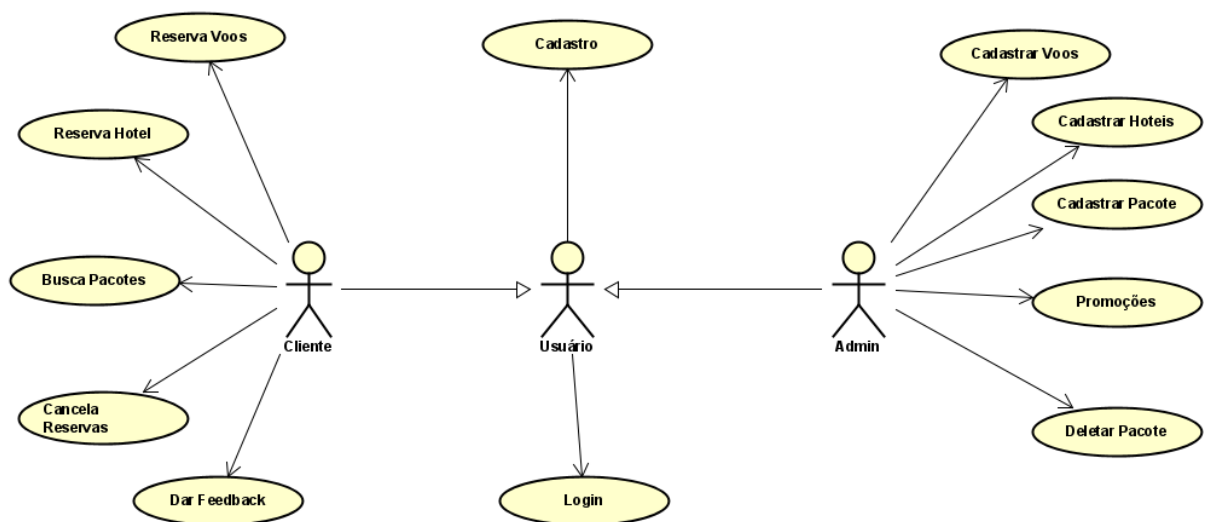 Reserva Voos
Cadastro
Cadastrar Voos
Reserva Hotel
Cadastrar Hoteis
Cadastrar Pacote
Busca Pacotes
Promoções
Cliente
Usuário
Admin
Cancela
Reservas
Deletar Pacote
Dar Feedback
Login